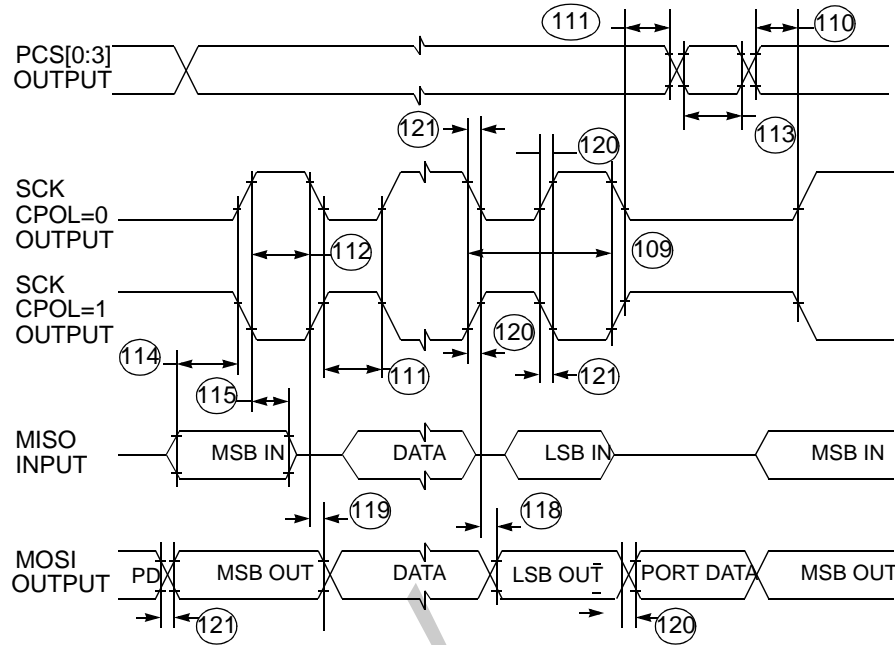 111
110
PCS[0:3]
OUTPUT
121
120
113
SCK
CPOL=0
OUTPUT
112
109
SCK
CPOL=1
OUTPUT
120
114
111
121
115
MISO
INPUT
MSB IN
DATA
LSB IN
MSB IN
119
118
MOSI
OUTPUT
PD
MSB OUT
DATA
LSB OUT
PORT DATA
MSB OUT
121
120